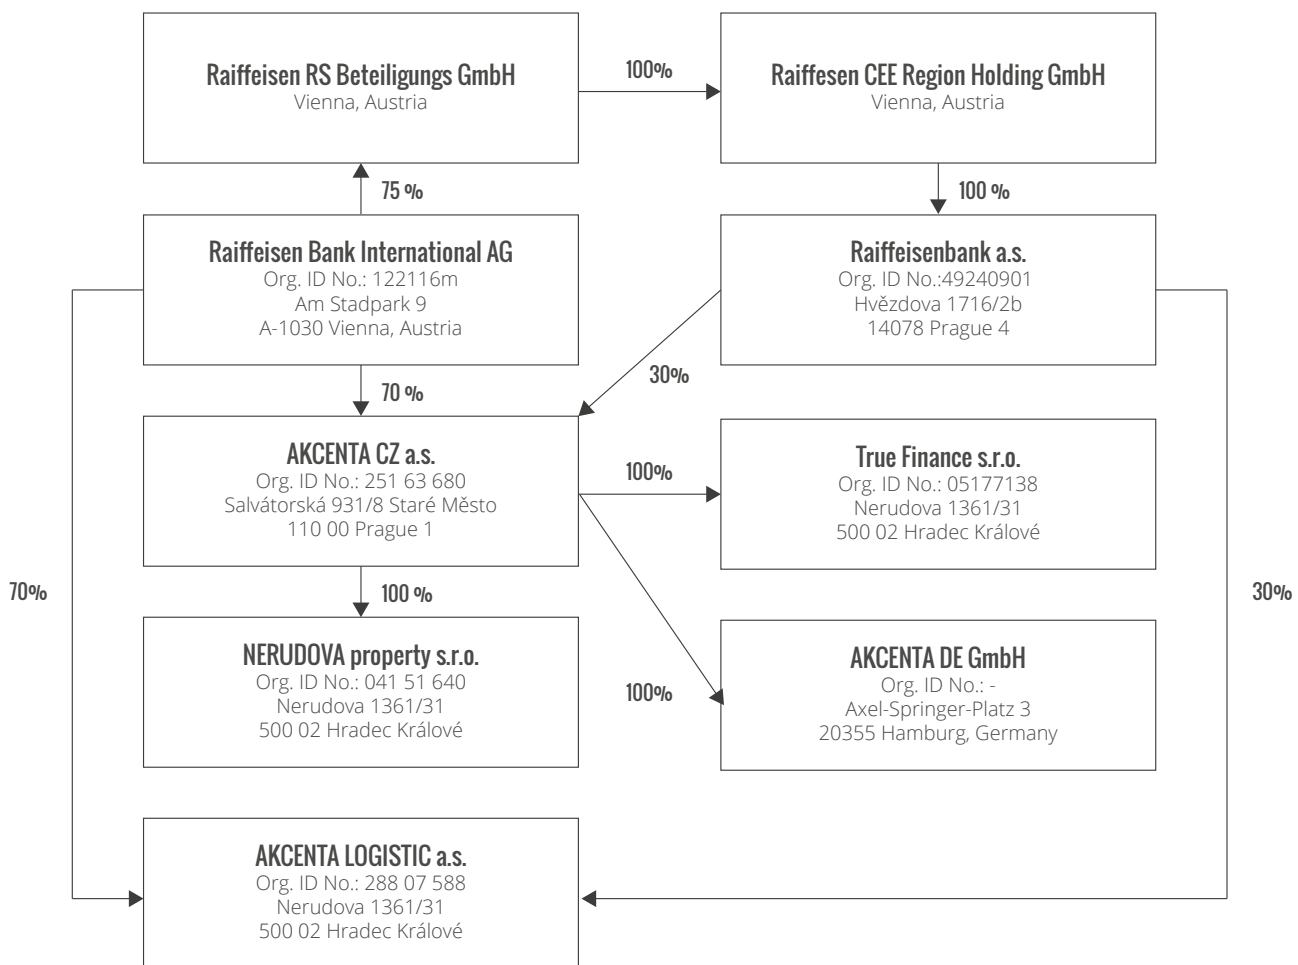 Raiffeisen RS Beteiligungs GmbH
Vienna, Austria
100%
Raiffesen CEE Region Holding GmbH
Vienna, Austria
75 %
100 %
Raiffeisen Bank International AG
Org. ID No.: 122116m
Am Stadpark 9
A-1030 Vienna, Austria
Raiffeisenbank a.s.
Org. ID No.:49240901
Hvězdova 1716/2b
14078 Prague 4
70 %
30%
AKCENTA CZ a.s.
Org. ID No.: 251 63 680
Salvátorská 931/8 Staré Město
110 00 Prague 1
100%
True Finance s.r.o.
Org. ID No.: 05177138
Nerudova 1361/31
500 02 Hradec Králové
70%
100 %
30%
NERUDOVA property s.r.o.
Org. ID No.: 041 51 640
Nerudova 1361/31
500 02 Hradec Králové
100%
AKCENTA DE GmbH
Org. ID No.: -
Axel-Springer-Platz 3
20355 Hamburg, Germany
AKCENTA LOGISTIC a.s.
Org. ID No.: 288 07 588
Nerudova 1361/31
500 02 Hradec Králové